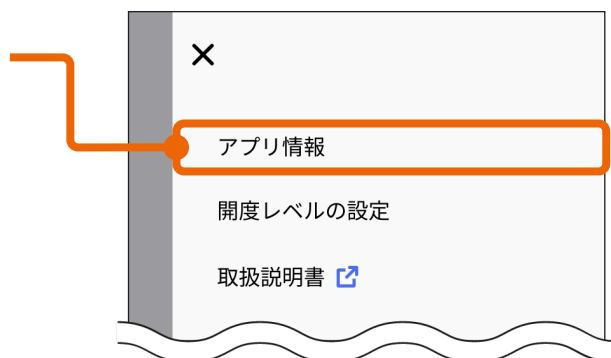 アプリ情報
開度レベルの設定
取扱説明書